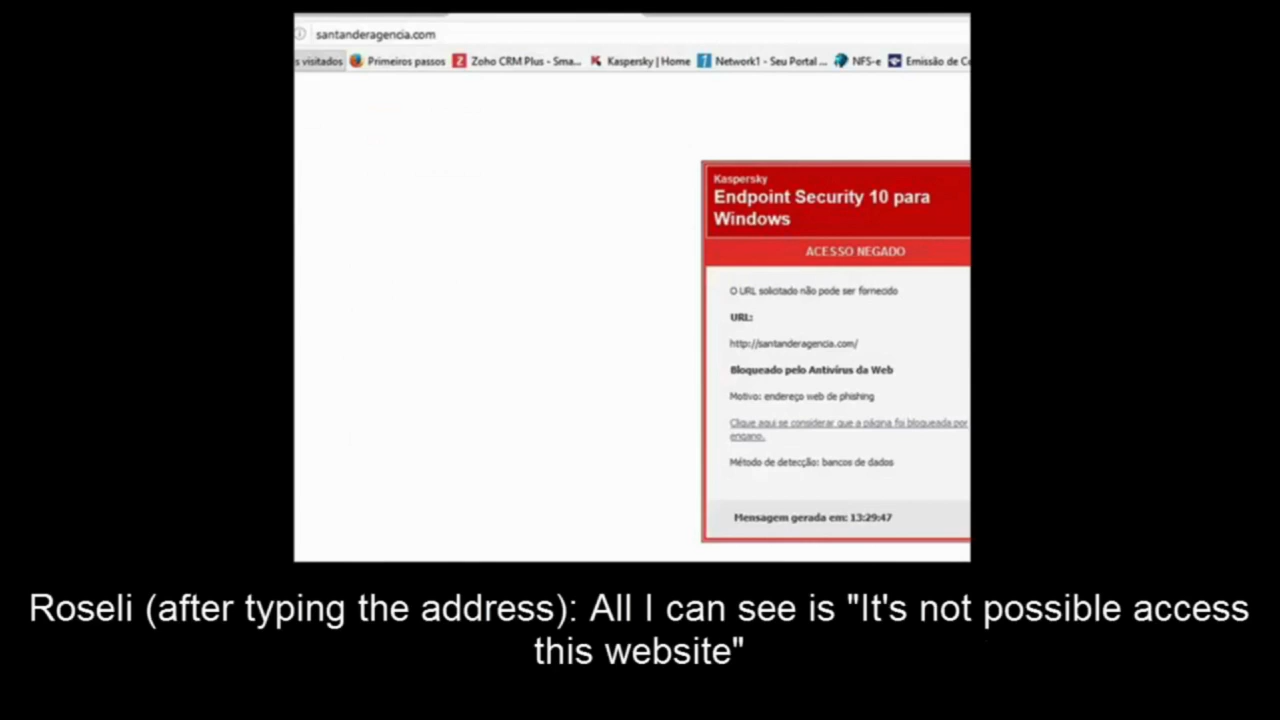 santanderagencia.com
s visitados Primeiros passos Zoho CRM Plus - Sma... Kaspersky | Home Network1 - Seu Portal ... NFS-e Emissão de Co
Kaspersky
Endpoint Security 10 para
Windows
ACESSO NEGADO
O URL solicitado não pode ser fornecido
URL:
http://santanderagencia.com/
Bloqueado pelo Antivírus da Web
Motivo: endereço web de phishing
Clique aqui se considerar que a página foi bloqueada por
engano.
Método de detecção: bancos de dados
Mensagem gerada em: 13:29:47
Roseli (after typing the address): All I can see is "It's not possible access
this website"